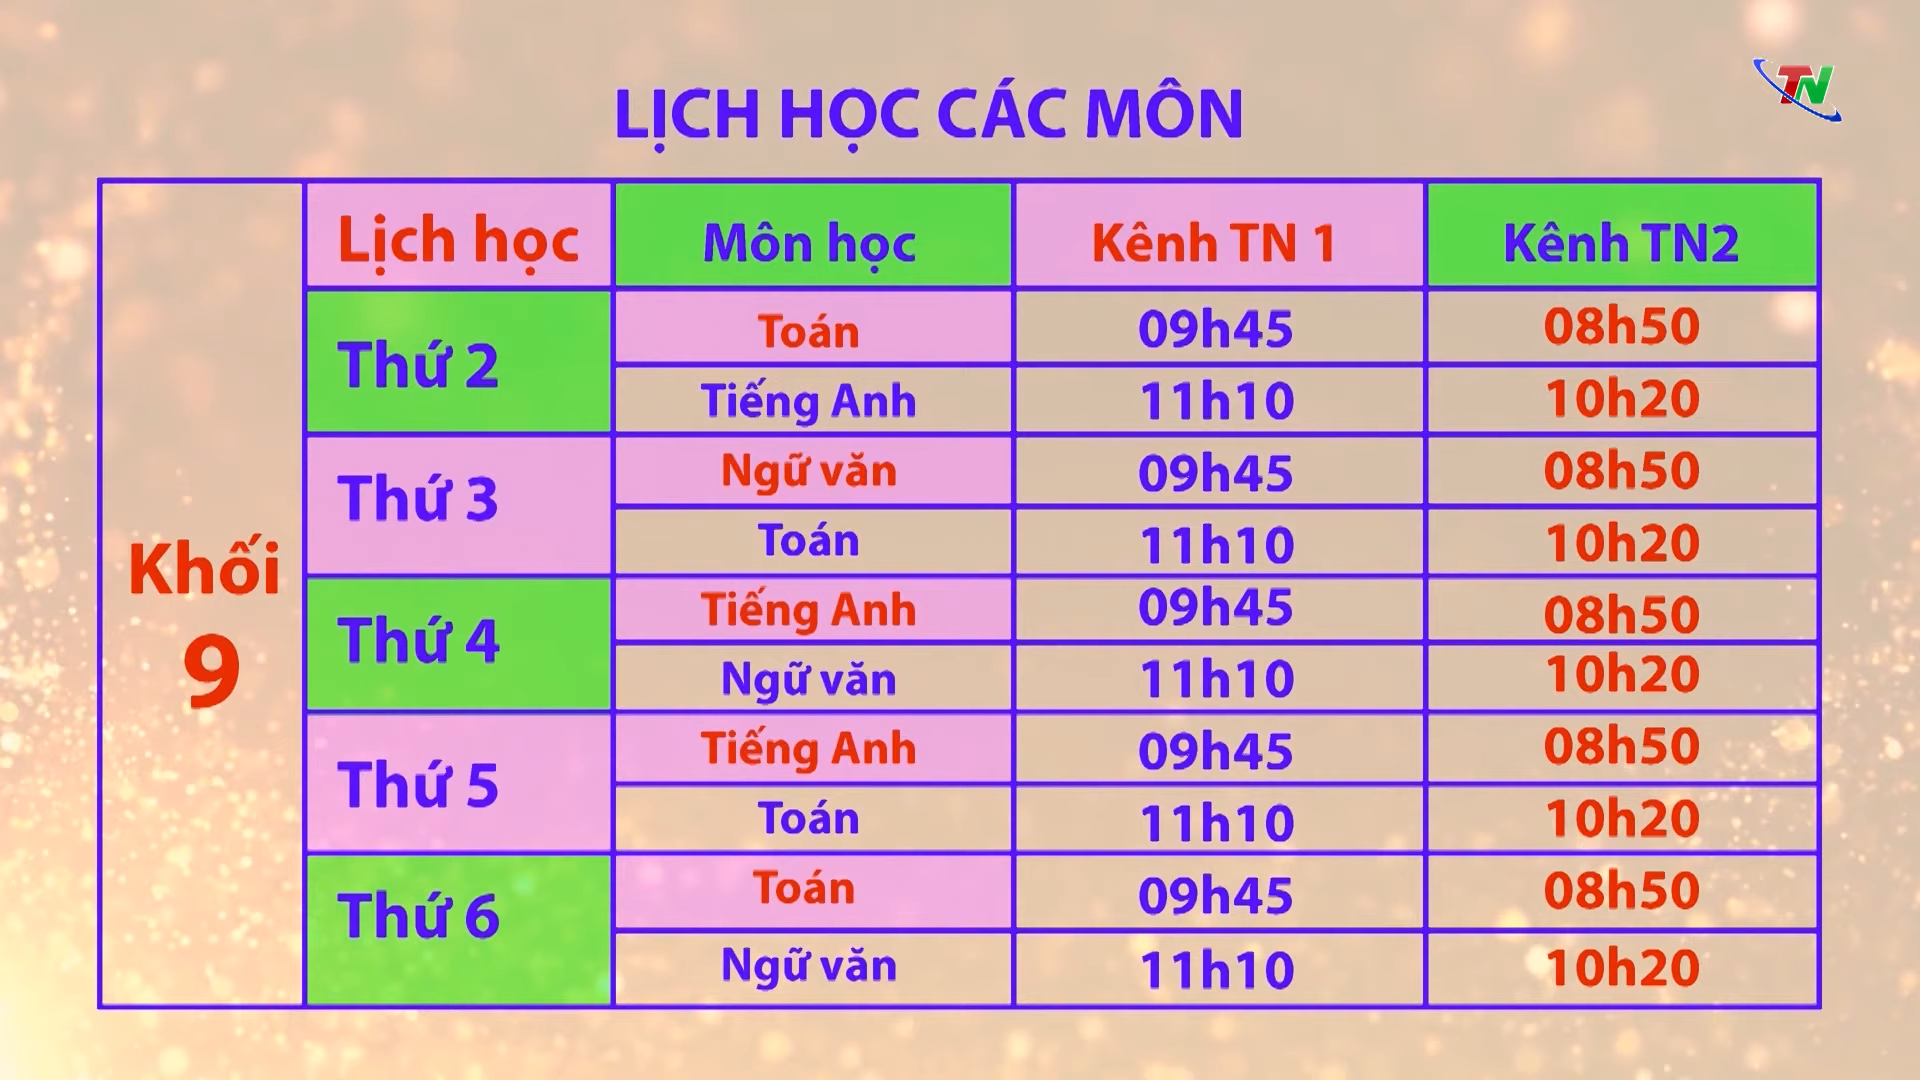 TN
LỊCH HỌC CÁC MÔN
Lịch học Môn học Kênh TN 1 Kênh TN2
Khối
9
Thứ 2
Toán 09h45 08h50
Tiếng Anh 11h10 10h20
Thứ 3
Ngữ văn 09h45 08h50
Toán 11h10 10h20
Thứ 4
Tiếng Anh 09h45 08h50
Ngữ văn 11h10 10h20
Thứ 5
Tiếng Anh 09h45 08h50
Toán 11h10 10h20
Thứ 6
Toán 09h45 08h50
Ngữ văn 11h10 10h20